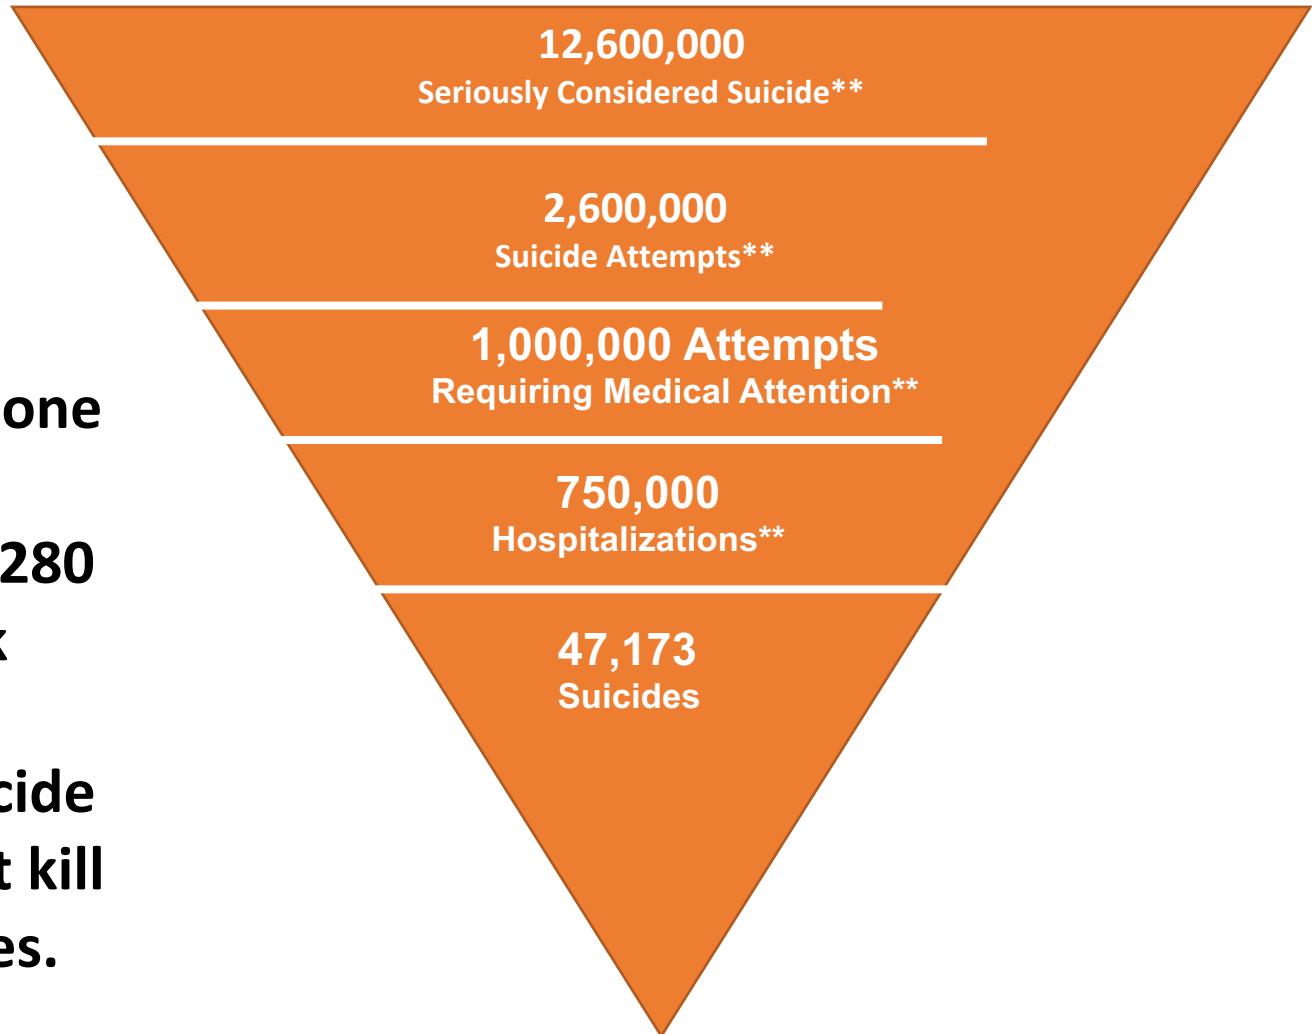 12,600,000
Seriously Considered Suicide**
2,600,000
Suicide Attempts**
1,000,000 Attempts
Requiring Medical Attention**
750,000
Hospitalizations**
47,173
Suicides
one
280
cide
kill
es.